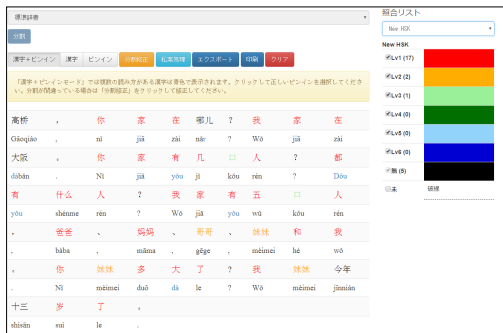 分割
漢字+ピンイン 漢字 ピンイン 分割修正 エクスポート 印刷 クリア
「漢字+ピンインモード」では複数の読み方がある漢字は青色で表示されます。クリックして正しいピンインを選択してくださ
い。分割が間違っている場合は「分割修正」をクリックして修正してください。
高桥 , 你 家 在 哪儿 ? 我 家 在
Gāoqiáo , nǐ jiā zài nǎr ? Wǒ jiā zài
大阪 。 你 家 有 几 口 人 ? 都
dàbǎn . Nǐ jiā yǒu jǐ kǒu rén ? Dōu
有 什么 人 ? 我 家 有 五 口 人
yǒu shénme rén ? Wǒ jiā yǒu wǔ kǒu rén
, 爸爸 、 妈妈 、 哥哥 、 妹妹 和 我
, bàba , māma , gēge , mèimei hé wǒ
。 你 妹妹 多 大 了 ? 我 妹妹 今年
. Nǐ mèimei duō dà le ? Wǒ mèimei jīnnián
十三 岁 了 。
shísān suì le .
照合リスト
New HSK
New HSK
Lv1 (17)
Lv2 (2)
Lv3 (1)
Lv4 (0)
Lv5 (0)
Lv6 (0)
無 (5)
未